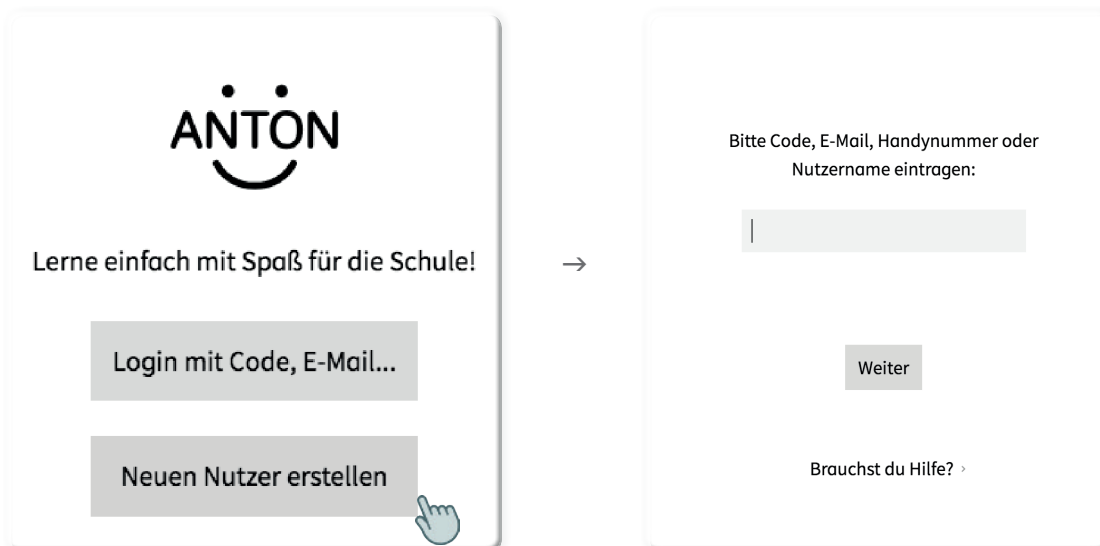 ANTON
Lerne einfach mit Spaß für die Schule!
Login mit Code, E-Mail...
Neuen Nutzer erstellen
→
Bitte Code, E-Mail, Handynummer oder
Nutzername eintragen:
Weiter
Brauchst du Hilfe? ›